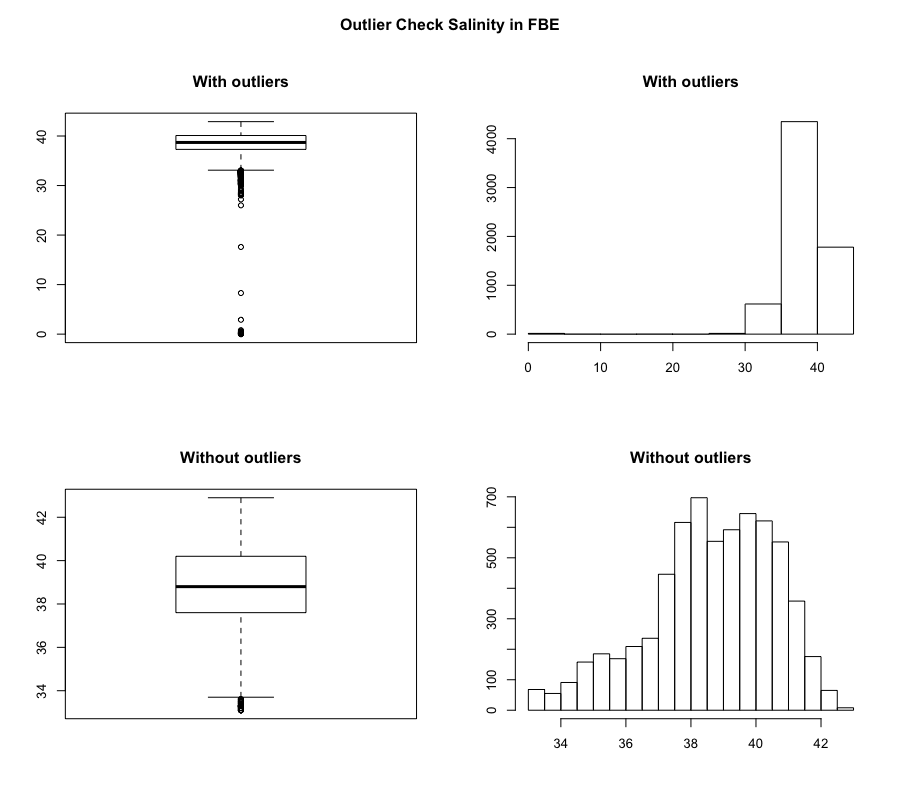 Outlier Check Salinity in FBE
With outliers
40
30
20
10
0
With outliers
4000
3000
2000
1000
0
0 10 20 30 40
Without outliers
42
40
38
36
34
Without outliers
700
500
300
100
0
34 36 38 40 42